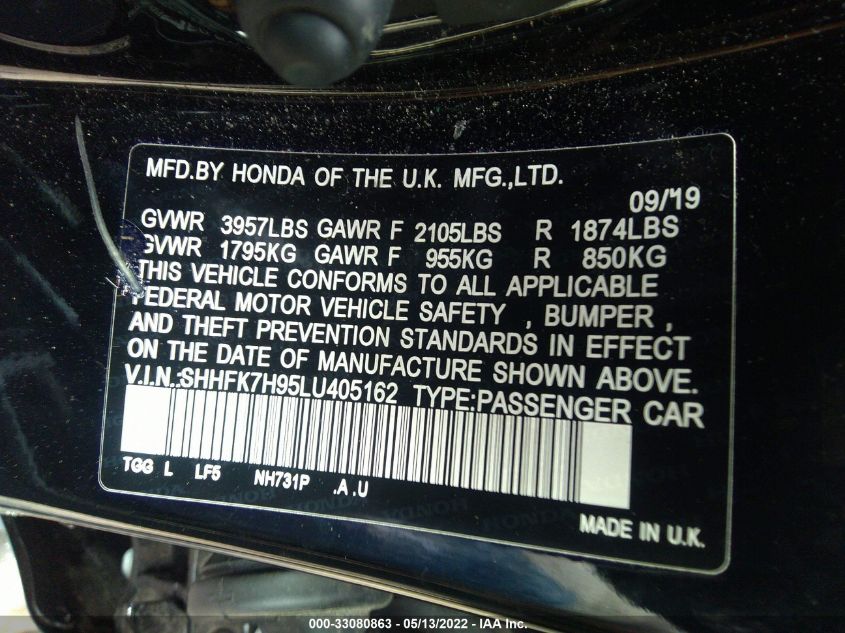 MFD.BY HONDA OF THE U.K. MFG.,LTD.
09/19
GVWR 3957LBS GAWR F 2105LBS R 1874LBS
GVWR 1795KG GAWR F 955KG R 850KG
THIS VEHICLE CONFORMS TO ALL APPLICABLE
FEDERAL MOTOR VEHICLE SAFETY , BUMPER ,
AND THEFT PREVENTION STANDARDS IN EFFECT
ON THE DATE OF MANUFACTURE SHOWN ABOVE.
V.I.N.:SHHFK7H95LU405162 TYPE:PASSENGER CAR
TGG L LF5 NH731P .A .U
MADE IN U.K.
000-33080863 — 05/13/2022 — IAA Inc.